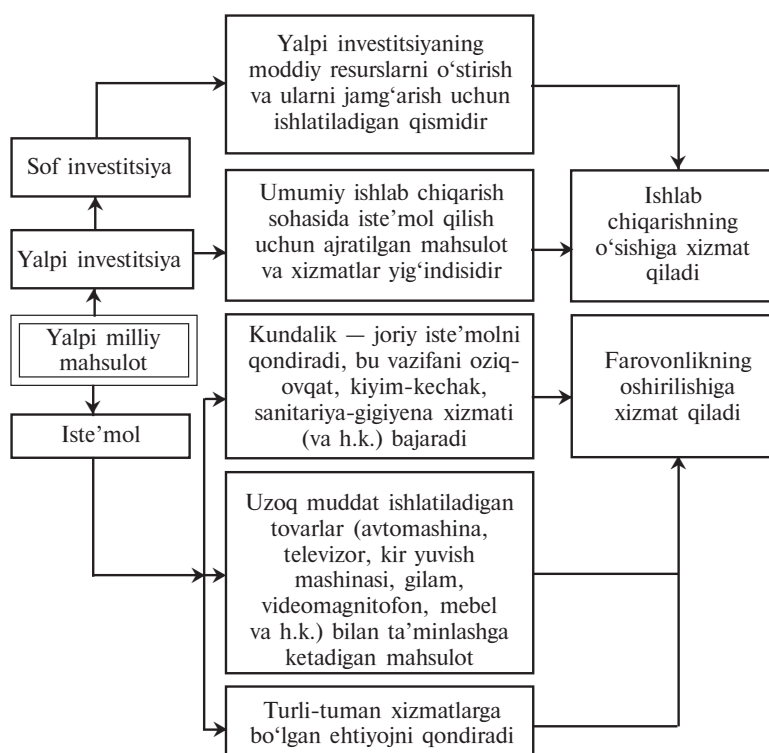 Yalpi investitsiyaning
moddiy resurslarni o‘stirish
va ularni jamg‘arish uchun
ishlatiladigan qismidir
Sof investitsiya
Umumiy ishlab chiqarish
sohasida iste’mol qilish
uchun ajratilgan mahsulot
va xizmatlar yig‘indisidir
Ishlab
chiqarishning
o‘sishiga xizmat
qiladi
Yalpi investitsiya
Yalpi milliy
mahsulot
Kundalik — joriy iste’molni
qondiradi, bu vazifani oziq-
ovqat, kiyim-kechak,
sanitariya-gigiyena xizmati
(va h.k.) bajaradi
Farovonlikning
oshirilishiga
xizmat qiladi
Iste’mol
Uzoq muddat ishlatiladigan
tovarlar (avtomashina,
televizor, kir yuvish
mashinasi, gilam,
videomagnitofon, mebel
va h.k.) bilan ta’minlashga
ketadigan mahsulot
Turli-tuman xizmatlarga
bo‘lgan ehtiyojni qondiradi